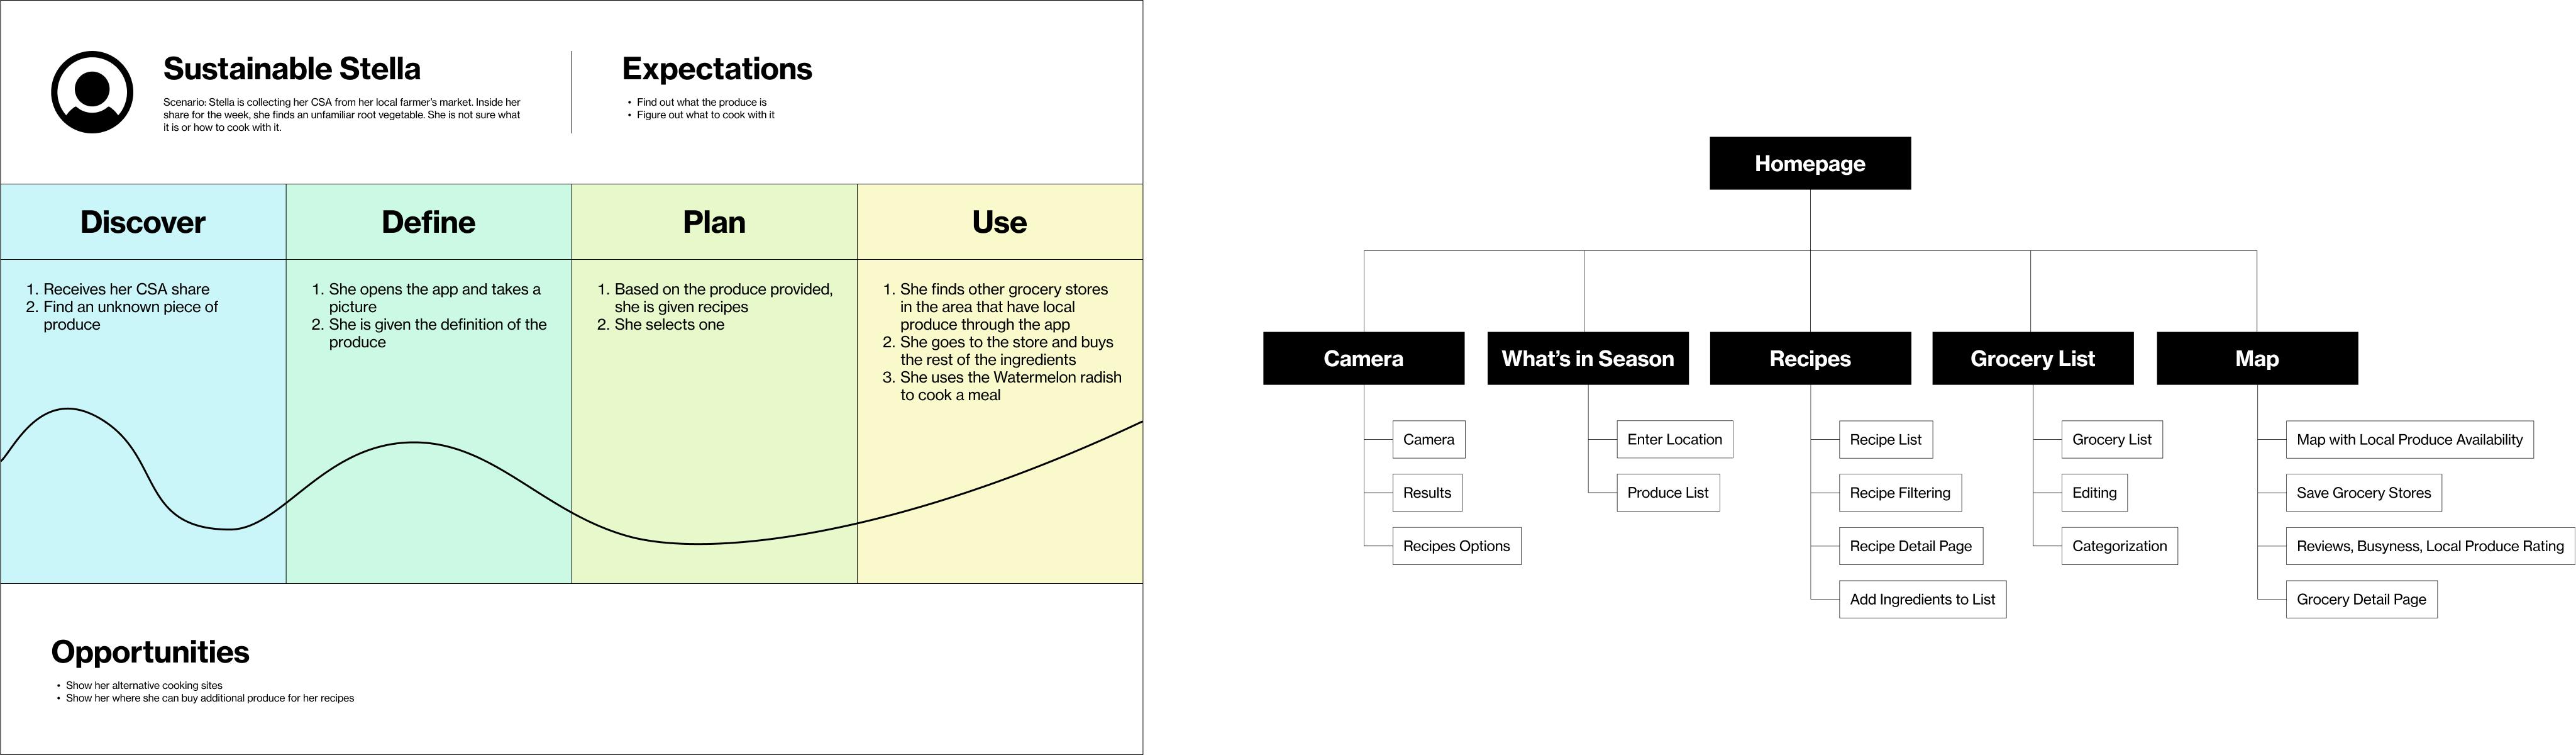 Sustainable Stella
Scenario: Stella is collecting her CSA from her local farmer's market. Inside her
share for the week, she finds an unfamiliar root vegetable. She is not sure what
it is or how to cook with it.
Expectations
• Find out what the produce is
• Figure out what to cook with it
Discover
1. Receives her CSA share
2. Find an unknown piece of
produce
Define
1. She opens the app and takes a
picture
2. She is given the definition of the
produce
Plan
1. Based on the produce provided,
she is given recipes
2. She selects one
Use
1. She finds other grocery stores
in the area that have local
produce through the app
2. She goes to the store and buys
the rest of the ingredients
3. She uses the Watermelon radish
to cook a meal
Opportunities
• Show her alternative cooking sites
• Show her where she can buy additional produce for her recipes
Homepage
Camera
Camera
Results
Recipes Options
What's in Season
Enter Location
Produce List
Recipes
Recipe List
Recipe Filtering
Recipe Detail Page
Add Ingredients to List
Grocery List
Grocery List
Editing
Categorization
Map
Map with Local Produce Availability
Save Grocery Stores
Reviews, Busyness, Local Produce Rating
Grocery Detail Page